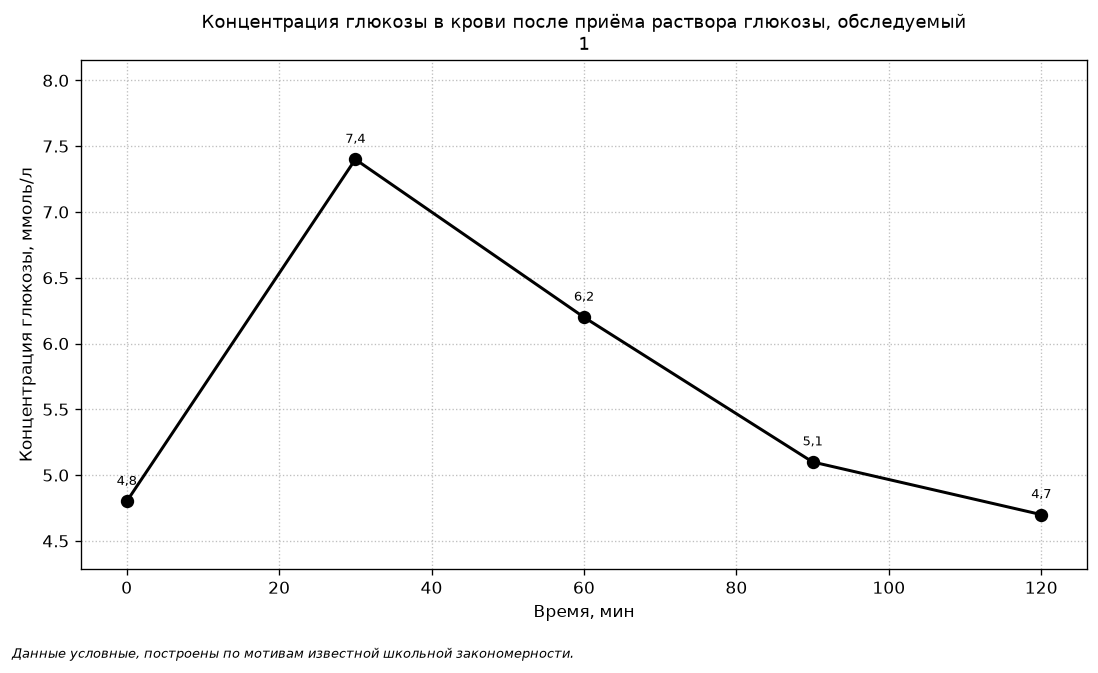 Концентрация глюкозы в крови после приёма раствора глюкозы, обследуемый
1
Концентрация глюкозы, ммоль/л
8.0
7.5
7.0
6.5
6.0
5.5
5.0
4.5
4,8
7,4
6,2
5,1
4,7
0 20 40 60 80 100 120
Время, мин
Данные условные, построены по мотивам известной школьной закономерности.